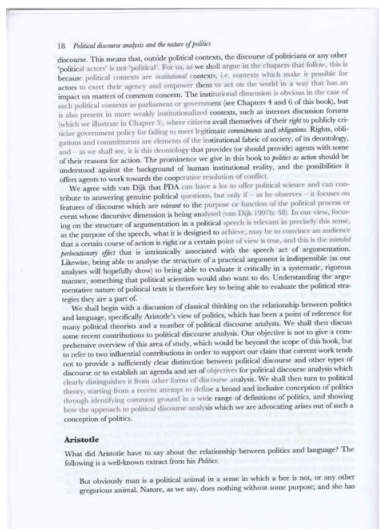 18 Political discourse analysis and the nature of politics
discourse. This means that, outside political contexts, the discourse of politicians or any other
'political actors' is not 'political'. For us, as we shall argue in the chapters that follow, this is
because political contexts are institutional contexts, i.e. contexts which make it possible for
actors to exert their agency and empower them to act on the world in a way that has an
impact on matters of common concern. The institutional dimension is obvious in the case of
such political contexts as parliament or government (see Chapters 4 and 6 of this book), but
is also present in more weakly institutionalized contexts, such as internet discussion forums
(which we illustrate in Chapter 5), where citizens avail themselves of their right to publicly cri-
ticise government policy for failing to meet legitimate commitments and obligations. Rights, obli-
gations and commitments are elements of the institutional fabric of society, of its deontology,
and – as we shall see, it is this deontology that provides (or should provide) agents with some
of their reasons for action. The prominence we give in this book to politics as action should be
understood against the background of human institutional reality, and the possibilities it
offers agents to work towards the cooperative resolution of conflict.
We agree with van Dijk that PDA can have a lot to offer political science and can con-
tribute to answering genuine political questions, but only if – as he observes – it focuses on
features of discourse which are relevant to the purpose or function of the political process or
event whose discursive dimension is being analysed (van Dijk 1997b: 38). In our view, focus-
ing on the structure of argumentation in a political speech is relevant in precisely this sense,
as the purpose of the speech, what it is designed to achieve, may be to convince an audience
that a certain course of action is right or a certain point of view is true, and this is the intended
perlocutionary effect that is intrinsically associated with the speech act of argumentation.
Likewise, being able to analyse the structure of a practical argument is indispensible (as our
analyses will hopefully show) to being able to evaluate it critically in a systematic, rigorous
manner, something that political scientists would also want to do. Understanding the argu-
mentative nature of political texts is therefore key to being able to evaluate the political stra-
tegies they are a part of.
We shall begin with a discussion of classical thinking on the relationship between politics
and language, specifically Aristotle's view of politics, which has been a point of reference for
many political theorists and a number of political discourse analysts. We shall then discuss
some recent contributions to political discourse analysis. Our objective is not to give a com-
prehensive overview of this area of study, which would be beyond the scope of this book, but
to refer to two influential contributions in order to support our claim that current work tends
not to provide a sufficiently clear distinction between political discourse and other types of
discourse or to establish an agenda and set of objectives for political discourse analysis which
clearly distinguishes it from other forms of discourse analysis. We shall then turn to political
theory, starting from a recent attempt to define a broad and inclusive conception of politics
through identifying common ground in a wide range of definitions of politics, and showing
how the approach to political discourse analysis which we are advocating arises out of such a
conception of politics.
Aristotle
What did Aristotle have to say about the relationship between politics and language? The
following is a well-known extract from his Politics:
But obviously man is a political animal in a sense in which a bee is not, or any other
gregarious animal. Nature, as we say, does nothing without some purpose; and she has